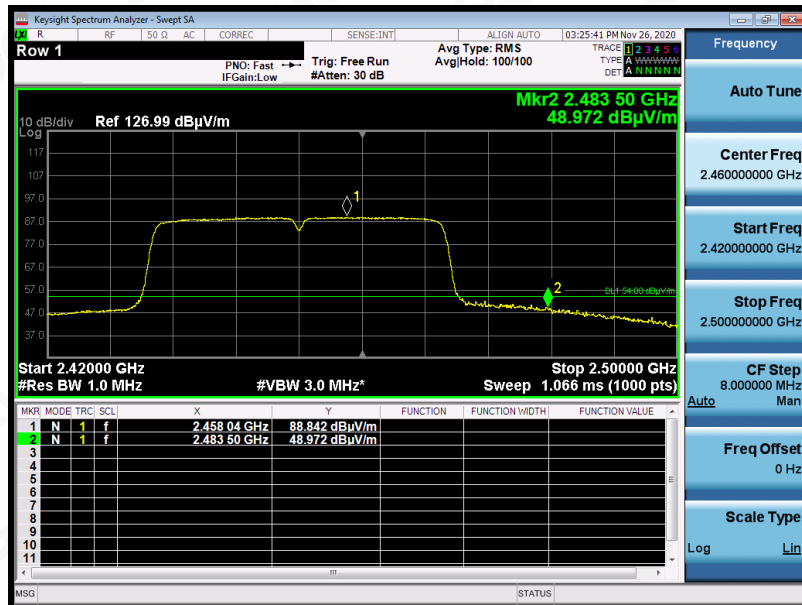 Keysight Spectrum Analyzer - Swept SA
LXI R RF 50 Ω AC CORREC SENSE:INT ALIGN AUTO 03:25:41 PM Nov 26, 2020
Row 1
PNO: Fast
IFGain:Low
Trig: Free Run
#Atten: 30 dB
Avg Type: RMS
Avg|Hold: 100/100
TRACE 1 2 3 4 5 6
TYPE A W W W W W
DET A N N N N N
Mkr2 2.483 50 GHz
48.972 dBµV/m
10 dB/div Ref 126.99 dBµV/m
Log
117
107
97.0
87.0
77.0
67.0
57.0
47.0
37.0
1
2
DL1 54.00 dBµV/m
Start 2.42000 GHz Stop 2.50000 GHz
#Res BW 1.0 MHz #VBW 3.0 MHz* Sweep 1.066 ms (1000 pts)
MKR MODE TRC SCL X Y FUNCTION FUNCTION WIDTH FUNCTION VALUE
1 N 1 f 2.458 04 GHz 88.842 dBµV/m
2 N 1 f 2.483 50 GHz 48.972 dBµV/m
3
4
5
6
7
8
9
10
11
MSG STATUS
Frequency
Auto Tune
Center Freq
2.460000000 GHz
Start Freq
2.420000000 GHz
Stop Freq
2.500000000 GHz
CF Step
8.000000 MHz
Auto Man
Freq Offset
0 Hz
Scale Type
Log Lin